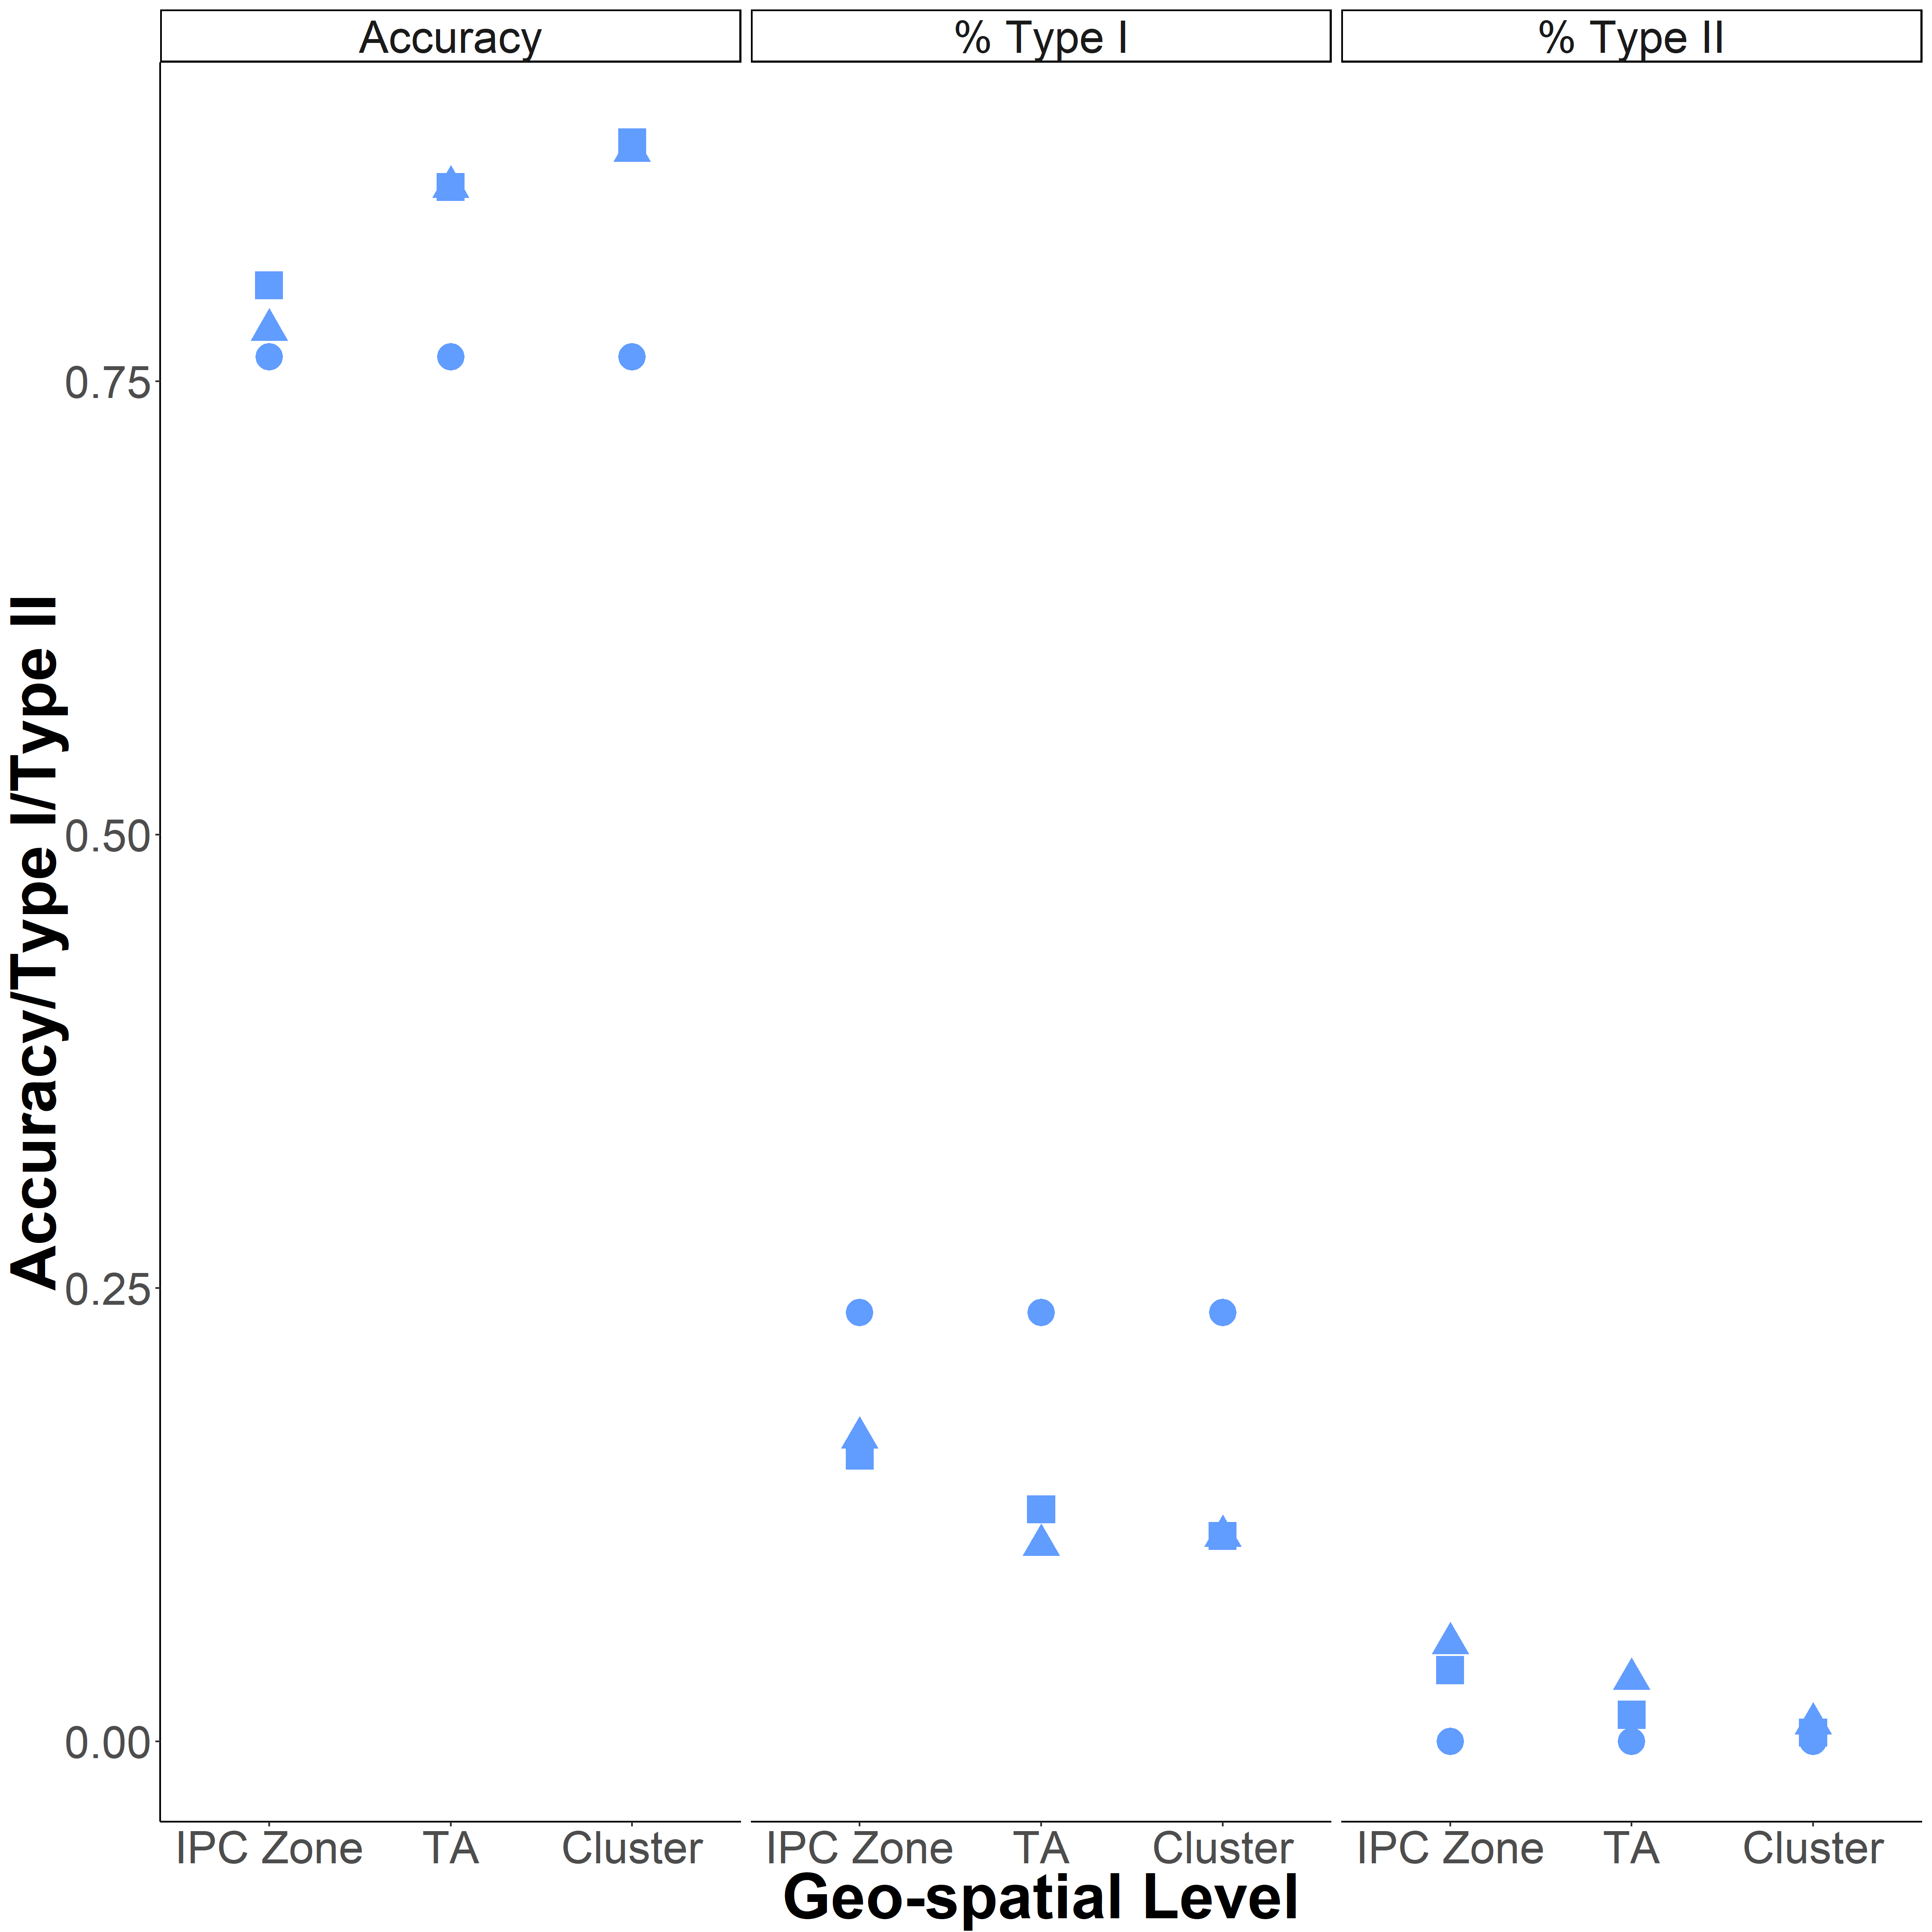 Accuracy % Type I % Type II
Accuracy/Type I/Type II
0.75
0.50
0.25
0.00
IPC Zone TA Cluster IPC Zone TA Cluster IPC Zone TA Cluster
Geo-spatial Level